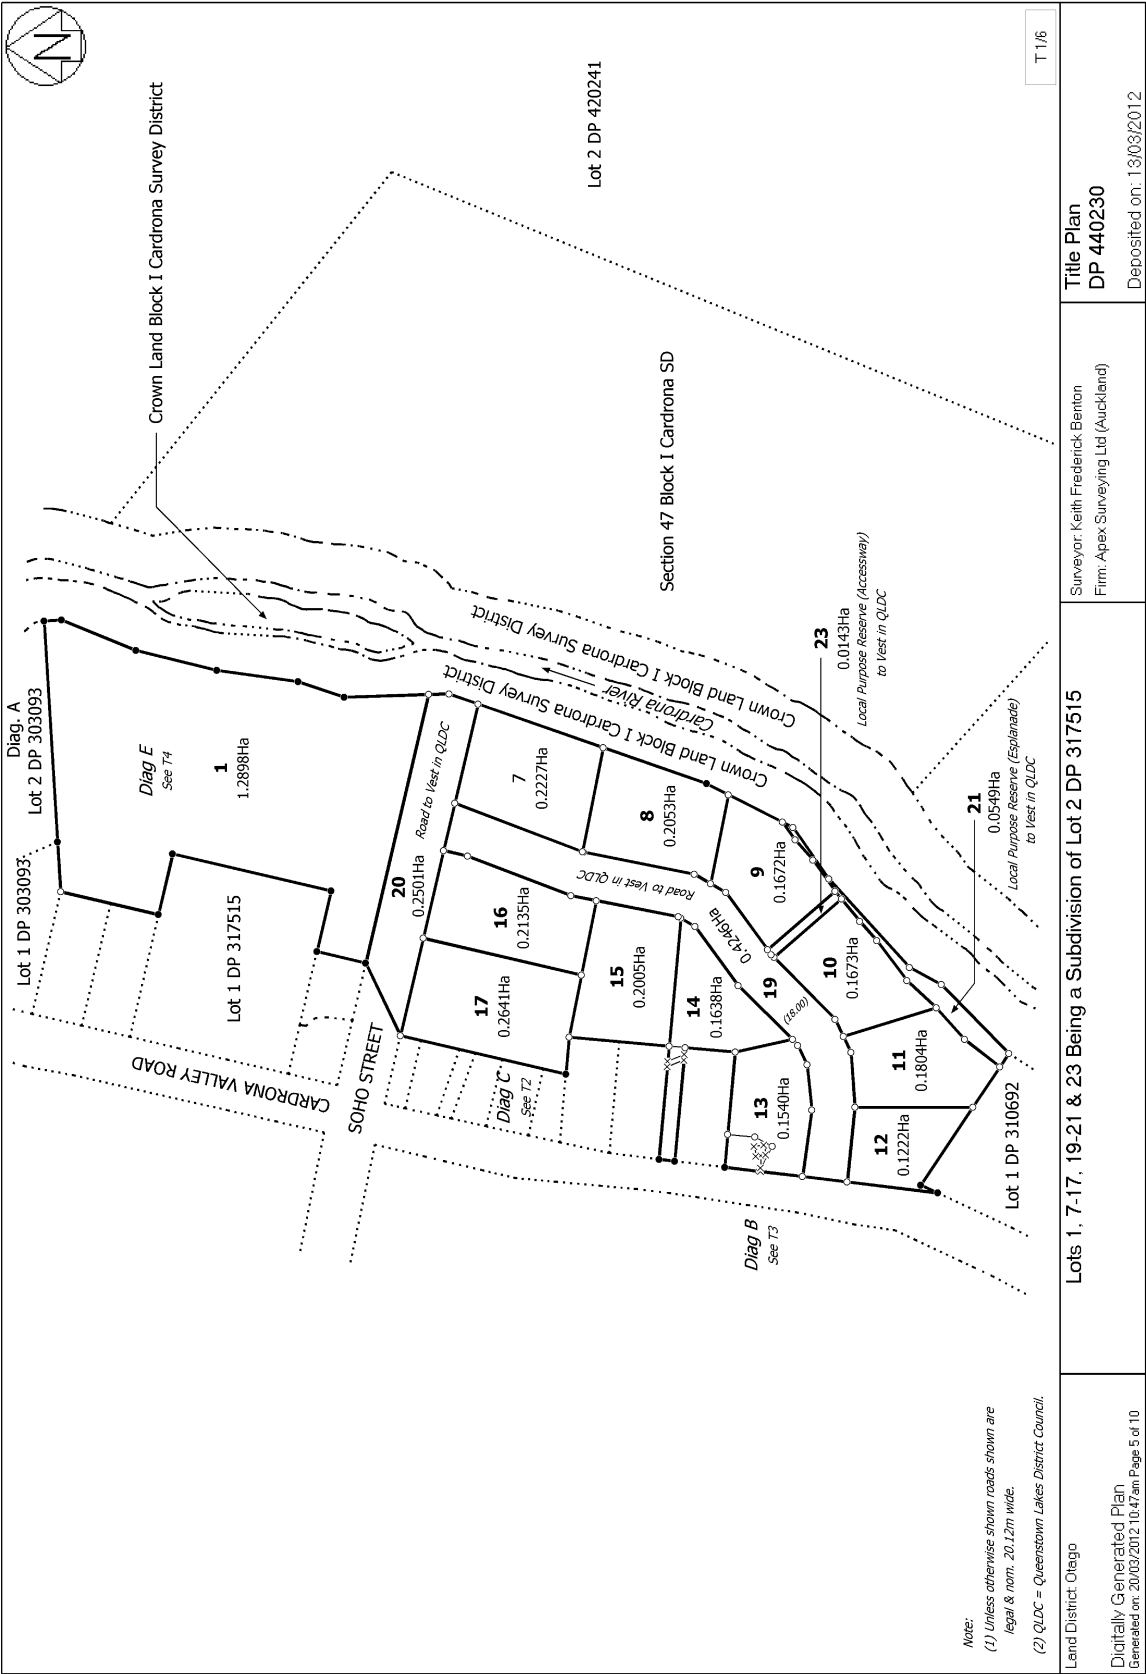 N
T 1/6
Crown Land Block I Cardrona Survey District
Lot 2 DP 420241
Section 47 Block I Cardrona SD
Diag. A
Lot 2 DP 303093
Lot 1 DP 303093
Diag E
See T4
1
1.2898Ha
Lot 1 DP 317515
CARDRONA VALLEY ROAD
SOHO STREET
20
0.2501Ha
Road to Vest in QLDC
Crown Land Block I Cardrona Survey District
Cardrona River
Crown Land Block I Cardrona Survey District
7
0.2227Ha
8
0.2053Ha
9
0.1672Ha
Road to Vest in QLDC
0.4246Ha
19
(18.00)
16
0.2135Ha
17
0.2641Ha
15
0.2005Ha
14
0.1638Ha
13
0.1540Ha
10
0.1673Ha
11
0.1804Ha
12
0.1222Ha
23
0.0143Ha
Local Purpose Reserve (Accessway)
to Vest in QLDC
21
0.0549Ha
Local Purpose Reserve (Esplanade)
to Vest in QLDC
Diag C
See T2
Diag B
See T3
Lot 1 DP 310692
Note:
(1) Unless otherwise shown roads shown are
legal & nom. 20.12m wide.
(2) QLDC = Queenstown Lakes District Council.
Land District: Otago
Digitally Generated Plan
Generated on: 20/03/2012 10:47am Page 5 of 10
Lots 1, 7-17, 19-21 & 23 Being a Subdivision of Lot 2 DP 317515
Surveyor: Keith Frederick Benton
Firm: Apex Surveying Ltd (Auckland)
Title Plan
DP 440230
Deposited on: 13/03/2012